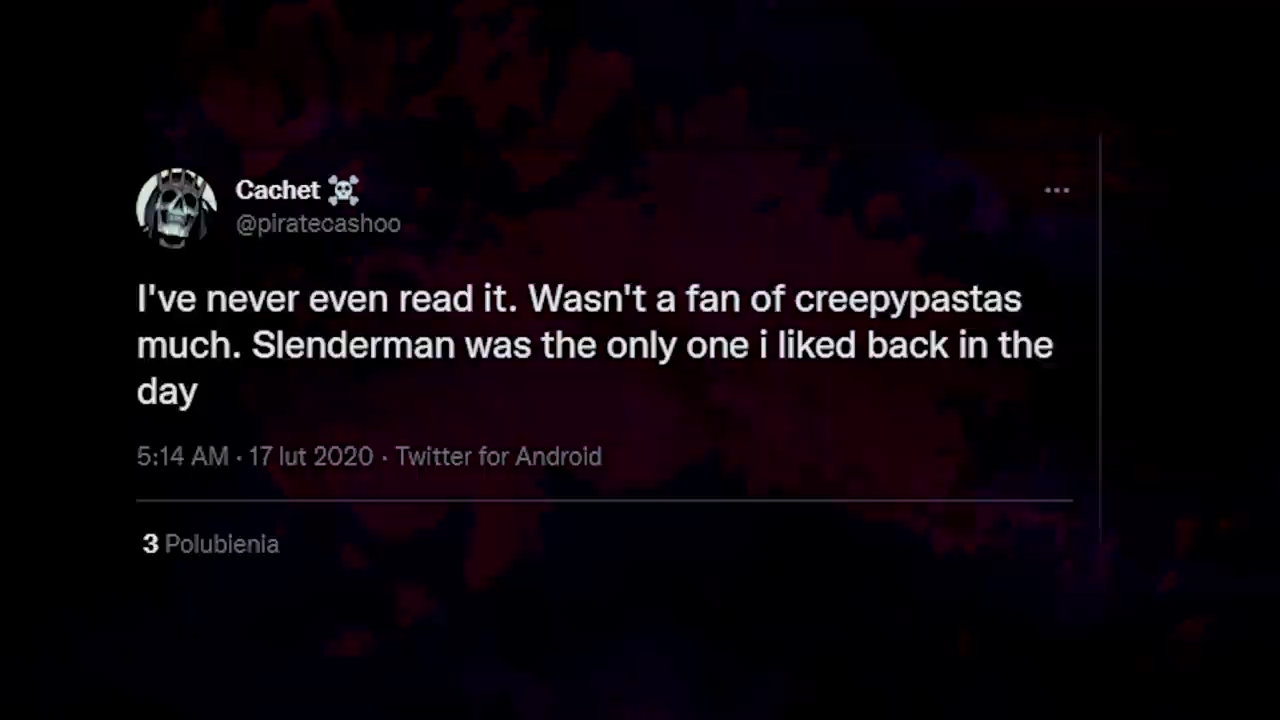 Cachet ☠️
@piratecashoo
I've never even read it. Wasn't a fan of creepypastas
much. Slenderman was the only one i liked back in the
day
5:14 AM · 17 lut 2020 · Twitter for Android
3 Polubienia